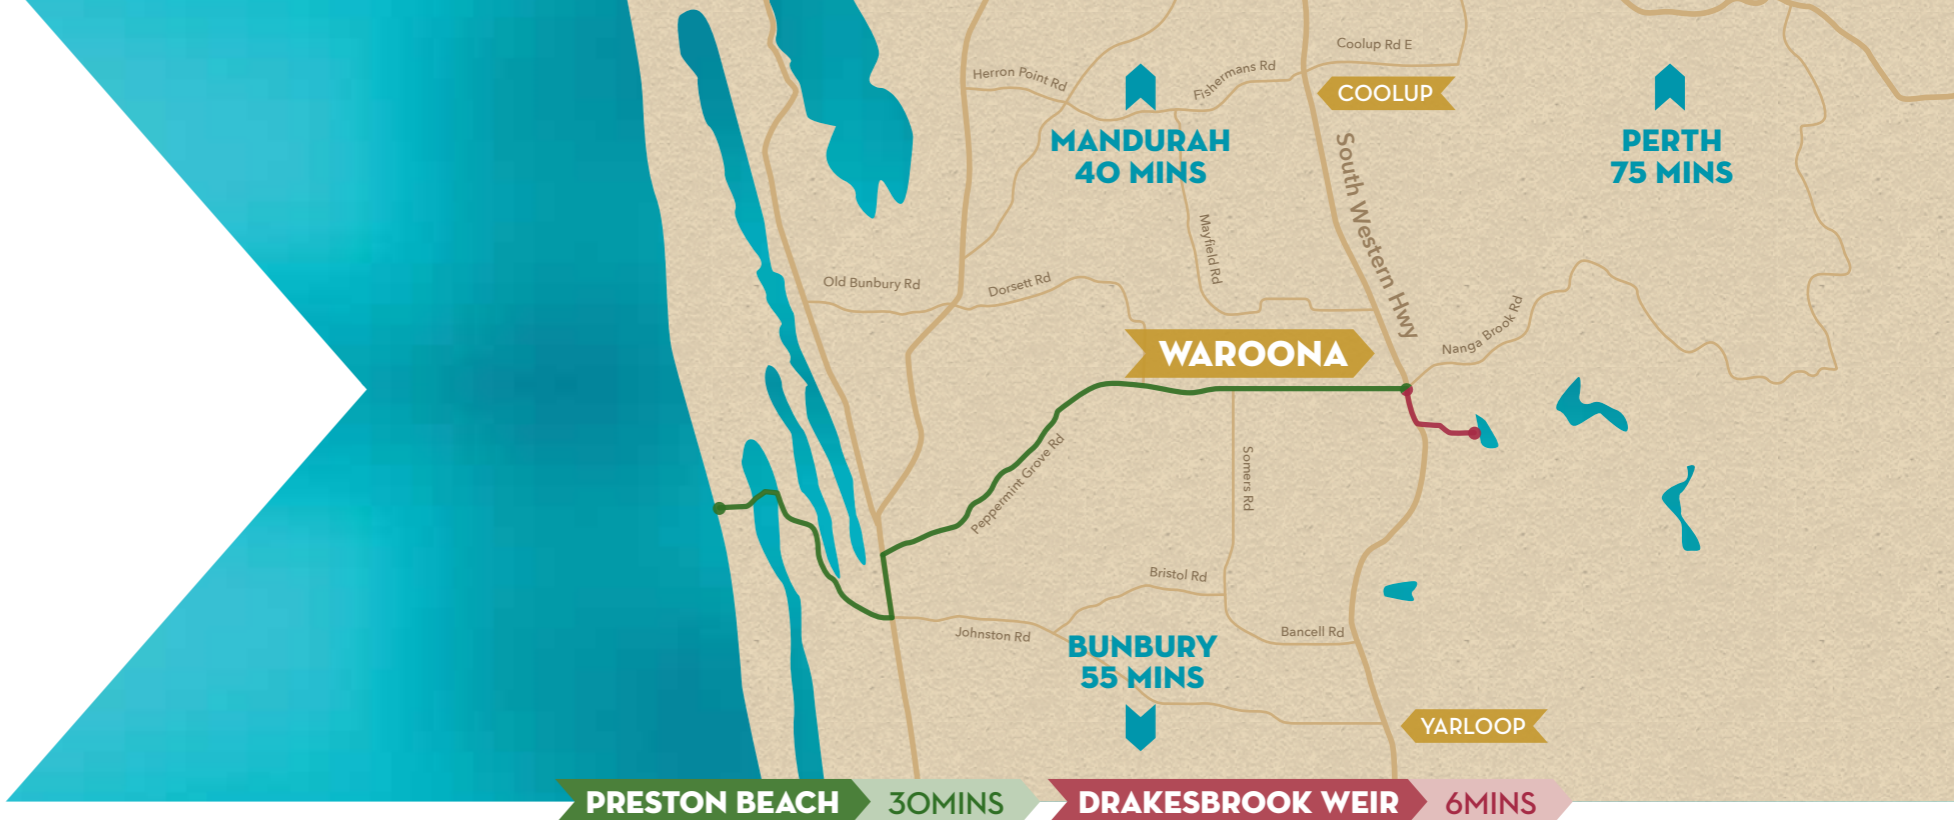 Coolup Rd E
Herron Point Rd
Fishermans Rd
COOLUP
MANDURAH
40 MINS
PERTH
75 MINS
South Western Hwy
Mayfield Rd
Old Bunbury Rd
Dorsett Rd
Nanga Brook Rd
WAROONA
Peppermint Grove Rd
Somers Rd
Bristol Rd
Johnston Rd
Bancell Rd
BUNBURY
55 MINS
YARLOOP
PRESTON BEACH 30MINS
DRAKESBROOK WEIR 6MINS